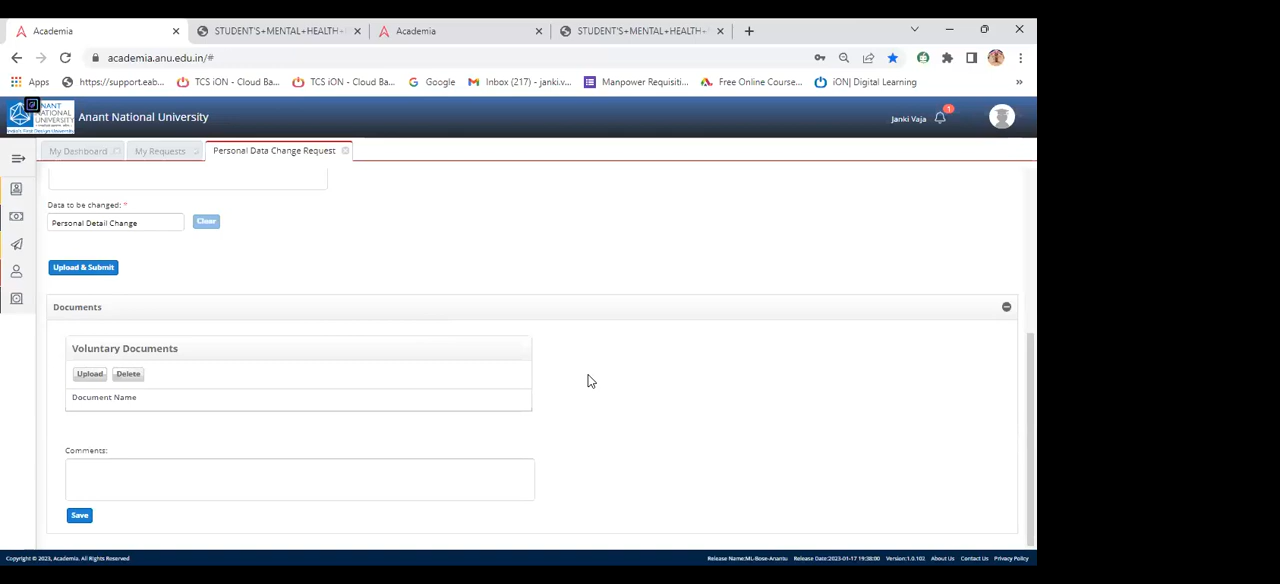 Academia
STUDENT'S+MENTAL+HEALTH+
Academia
STUDENT'S+MENTAL+HEALTH+
academia.anu.edu.in/#
Apps
https://support.eab...
TCS iON - Cloud Ba...
TCS iON - Cloud Ba...
Google
Inbox (217) - janki.v...
Manpower Requisiti...
Free Online Course...
iON| Digital Learning
»
ANANT
NATIONAL
UNIVERSITY
India's First Design University
Anant National University
Janki Vaja
My Dashboard
My Requests
Personal Data Change Request
Data to be changed: *
Personal Detail Change
Clear
Upload & Submit
Documents
Voluntary Documents
Upload
Delete
Document Name
Comments:
Save
Copyright © 2023, Academia. All Rights Reserved
Release Name:ML-Bose-Anantu Release Date:2023-01-17 19:38:00 Version:1.0.102 About Us Contact Us Privacy Policy